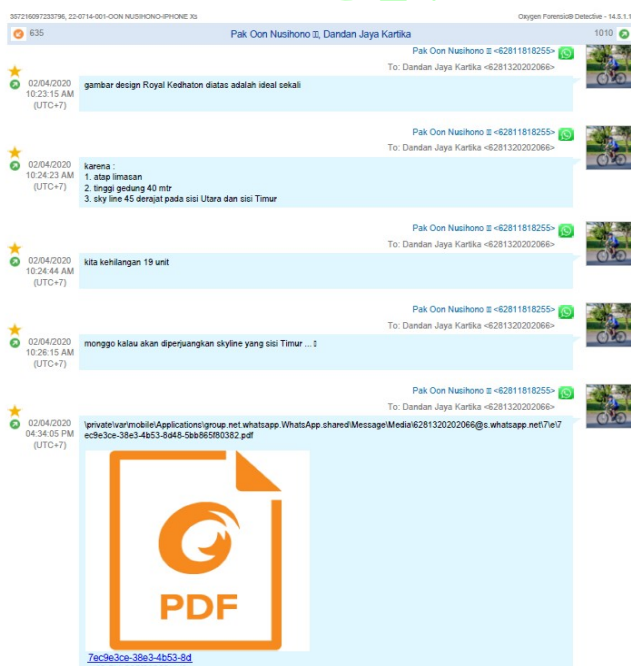 357216097233796, 22-0714-001-OON NUSIHONO-IPHONE Xs
Oxygen Forensic® Detective - 14.5.1.1
635
Pak Oon Nusihono, Dandan Jaya Kartika
1010
Pak Oon Nusihono <62811818255>
To: Dandan Jaya Kartika <6281320202066>
02/04/2020
10:23:15 AM
(UTC+7)
gambar design Royal Kedhaton diatas adalah ideal sekali
Pak Oon Nusihono <62811818255>
To: Dandan Jaya Kartika <6281320202066>
02/04/2020
10:24:23 AM
(UTC+7)
karena :
1. atap limasan
2. tinggi gedung 40 mtr
3. sky line 45 derajat pada sisi Utara dan sisi Timur
Pak Oon Nusihono <62811818255>
To: Dandan Jaya Kartika <6281320202066>
02/04/2020
10:24:44 AM
(UTC+7)
kita kehilangan 19 unit
Pak Oon Nusihono <62811818255>
To: Dandan Jaya Kartika <6281320202066>
02/04/2020
10:26:15 AM
(UTC+7)
monggo kalau akan diperjuangkan skyline yang sisi Timur ...
Pak Oon Nusihono <62811818255>
To: Dandan Jaya Kartika <6281320202066>
02/04/2020
04:34:05 PM
(UTC+7)
\private\var\mobile\Applications\group.net.whatsapp.WhatsApp.shared\Message\Media\6281320202066@s.whatsapp.net\7\e\7
ec9e3ce-38e3-4b53-8d48-5bb865f80382.pdf
PDF
7ec9e3ce-38e3-4b53-8d